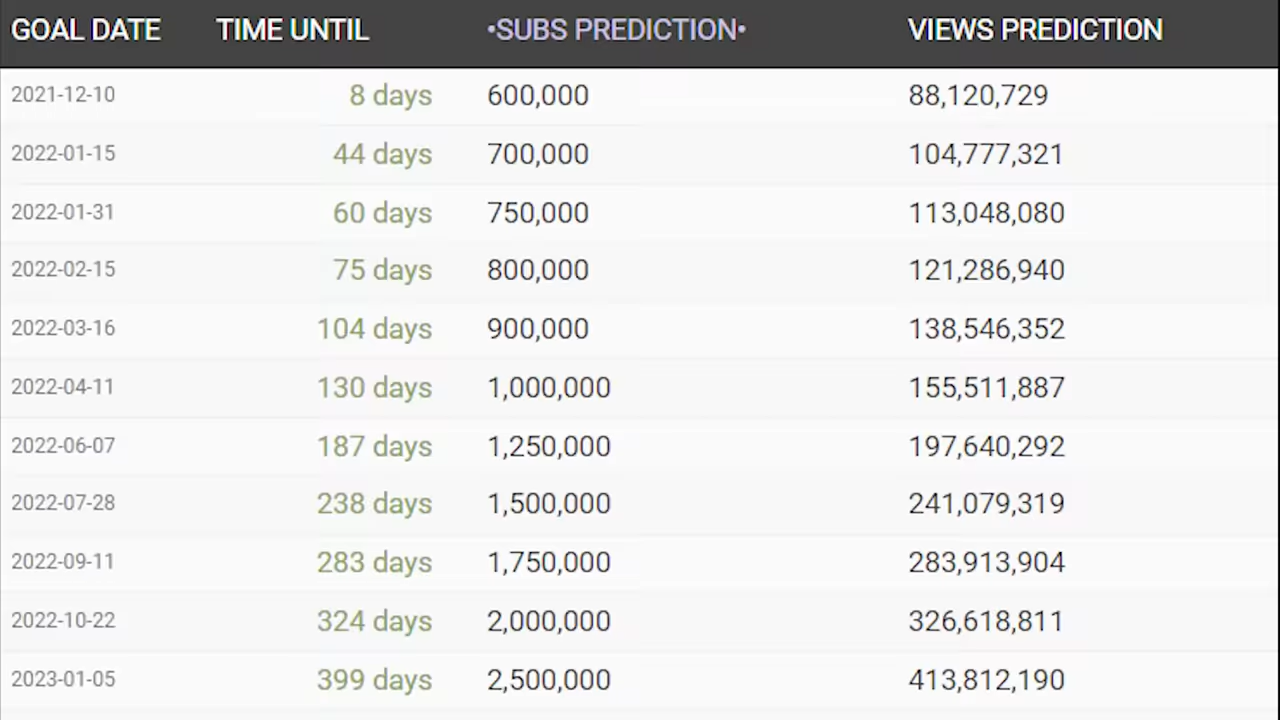 GOAL DATE TIME UNTIL •SUBS PREDICTION• VIEWS PREDICTION
2021-12-10 8 days 600,000 88,120,729
2022-01-15 44 days 700,000 104,777,321
2022-01-31 60 days 750,000 113,048,080
2022-02-15 75 days 800,000 121,286,940
2022-03-16 104 days 900,000 138,546,352
2022-04-11 130 days 1,000,000 155,511,887
2022-06-07 187 days 1,250,000 197,640,292
2022-07-28 238 days 1,500,000 241,079,319
2022-09-11 283 days 1,750,000 283,913,904
2022-10-22 324 days 2,000,000 326,618,811
2023-01-05 399 days 2,500,000 413,812,190